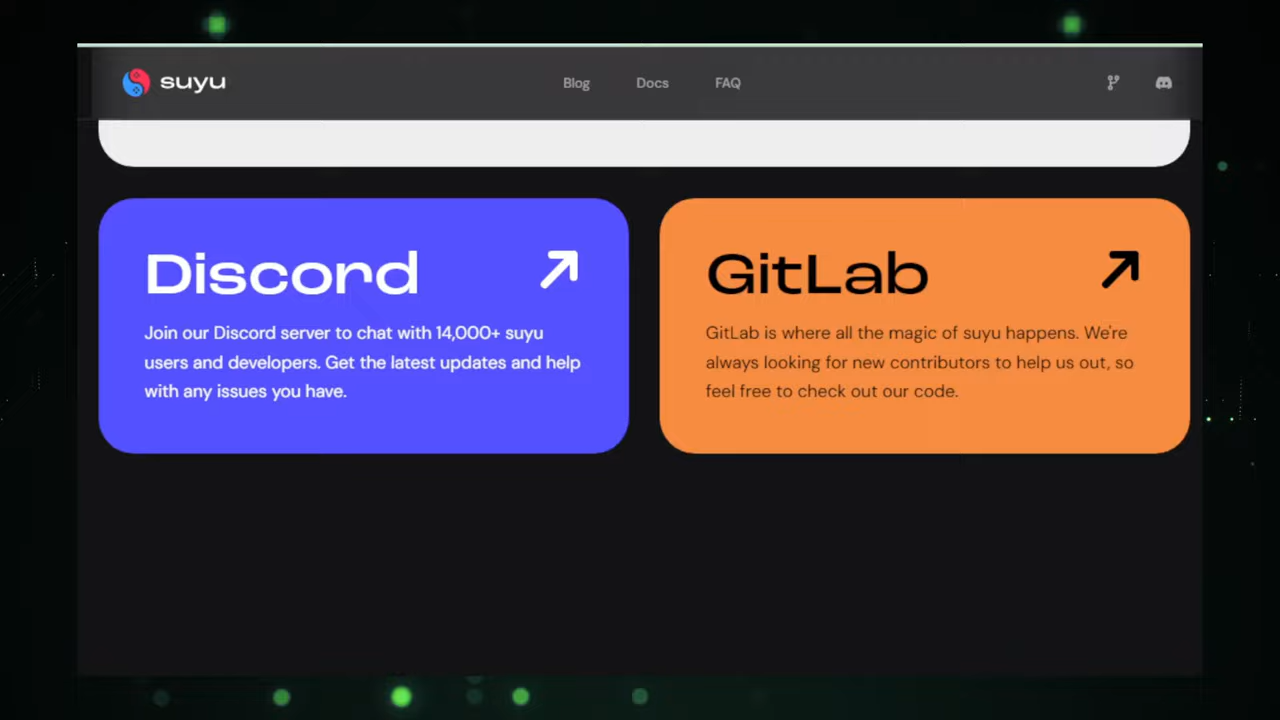 suyu
Blog
Docs
FAQ
Discord
Join our Discord server to chat with 14,000+ suyu
users and developers. Get the latest updates and help
with any issues you have.
GitLab
GitLab is where all the magic of suyu happens. We're
always looking for new contributors to help us out, so
feel free to check out our code.